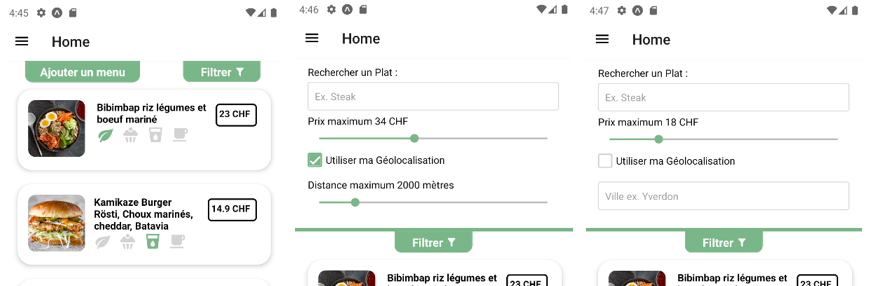 4:45
Home
Ajouter un menu
Filtrer
Bibimbap riz légumes et
boeuf mariné
23 CHF
Kamikaze Burger
Rösti, Choux marinés,
cheddar, Batavia
14.9 CHF
4:46
Home
Rechercher un Plat :
Ex. Steak
Prix maximum 34 CHF
Utiliser ma Géolocalisation
Distance maximum 2000 mètres
Filtrer
Bibimbap riz légumes et
23 CHF
4:47
Home
Rechercher un Plat :
Ex. Steak
Prix maximum 18 CHF
Utiliser ma Géolocalisation
Ville ex. Yverdon
Filtrer
Bibimbap riz légumes et
23 CHF